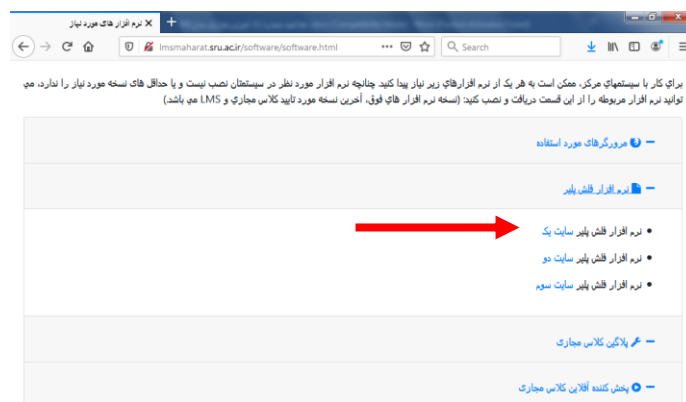 نرم افزار های مورد نیاز
lmsmaharat.sru.ac.ir/software/software.html
Search
براي كار با سيستمهاي مركز، ممكن است به هر يك از نرم افزارهاي زير نياز پيدا كنيد. چنانچه نرم افزار مورد نظر در سيستمتان نصب نيست و يا حداقل هاي نسخه مورد نياز را ندارد، مي
توانيد نرم افزار مربوطه را از اين قسمت دريافت و نصب كنيد: (نسخه نرم افزار هاي فوق، آخرين نسخه مورد تاييد كلاس مجازي و LMS مي باشد.)
مرورگرهای مورد استفاده
نرم افزار فلش پلیر
نرم افزار فلش پلیر سایت یک
نرم افزار فلش پلیر سایت دو
نرم افزار فلش پلیر سایت سوم
پلاگین کلاس مجازی
پخش کننده آفلاین کلاس مجازی